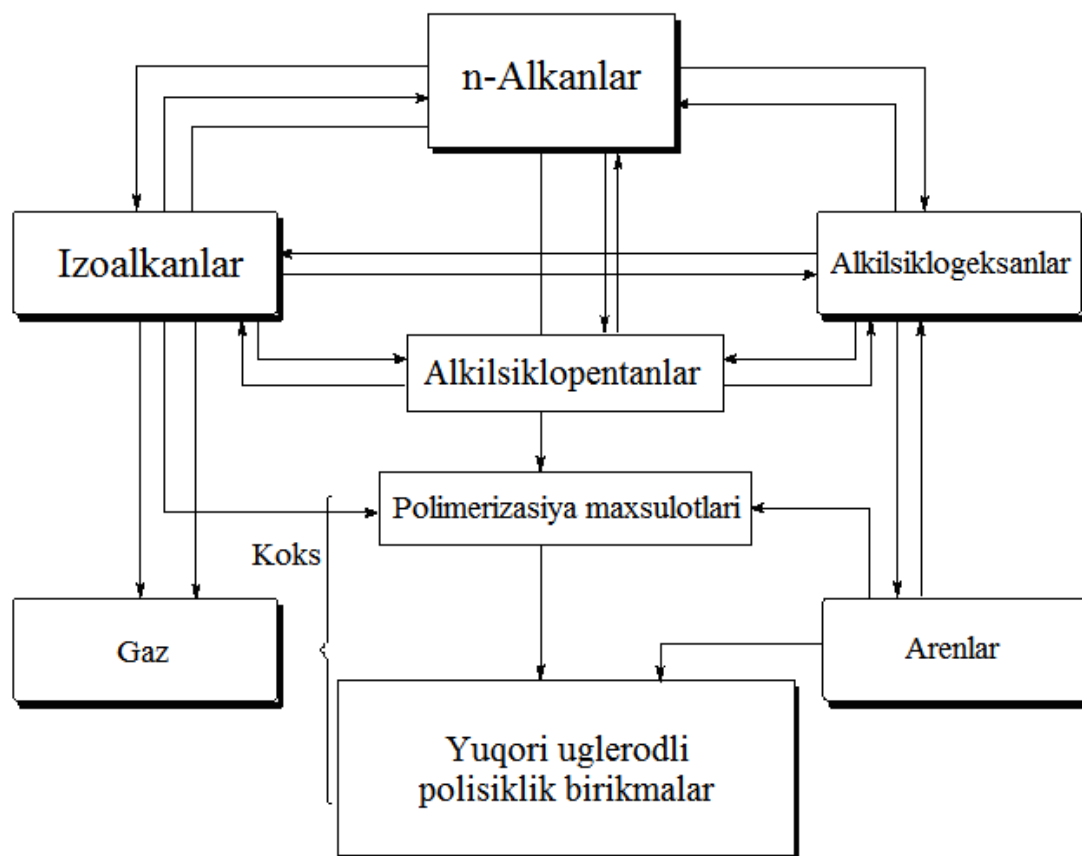 n-Alkanlar
Izoalkanlar
Alkilsiklogeksanlar
Alkilsiklopentanlar
Polimerizasiya maxsulotlari
Koks
Gaz
Arenlar
Yuqori uglerodli
polisiklik birikmalar